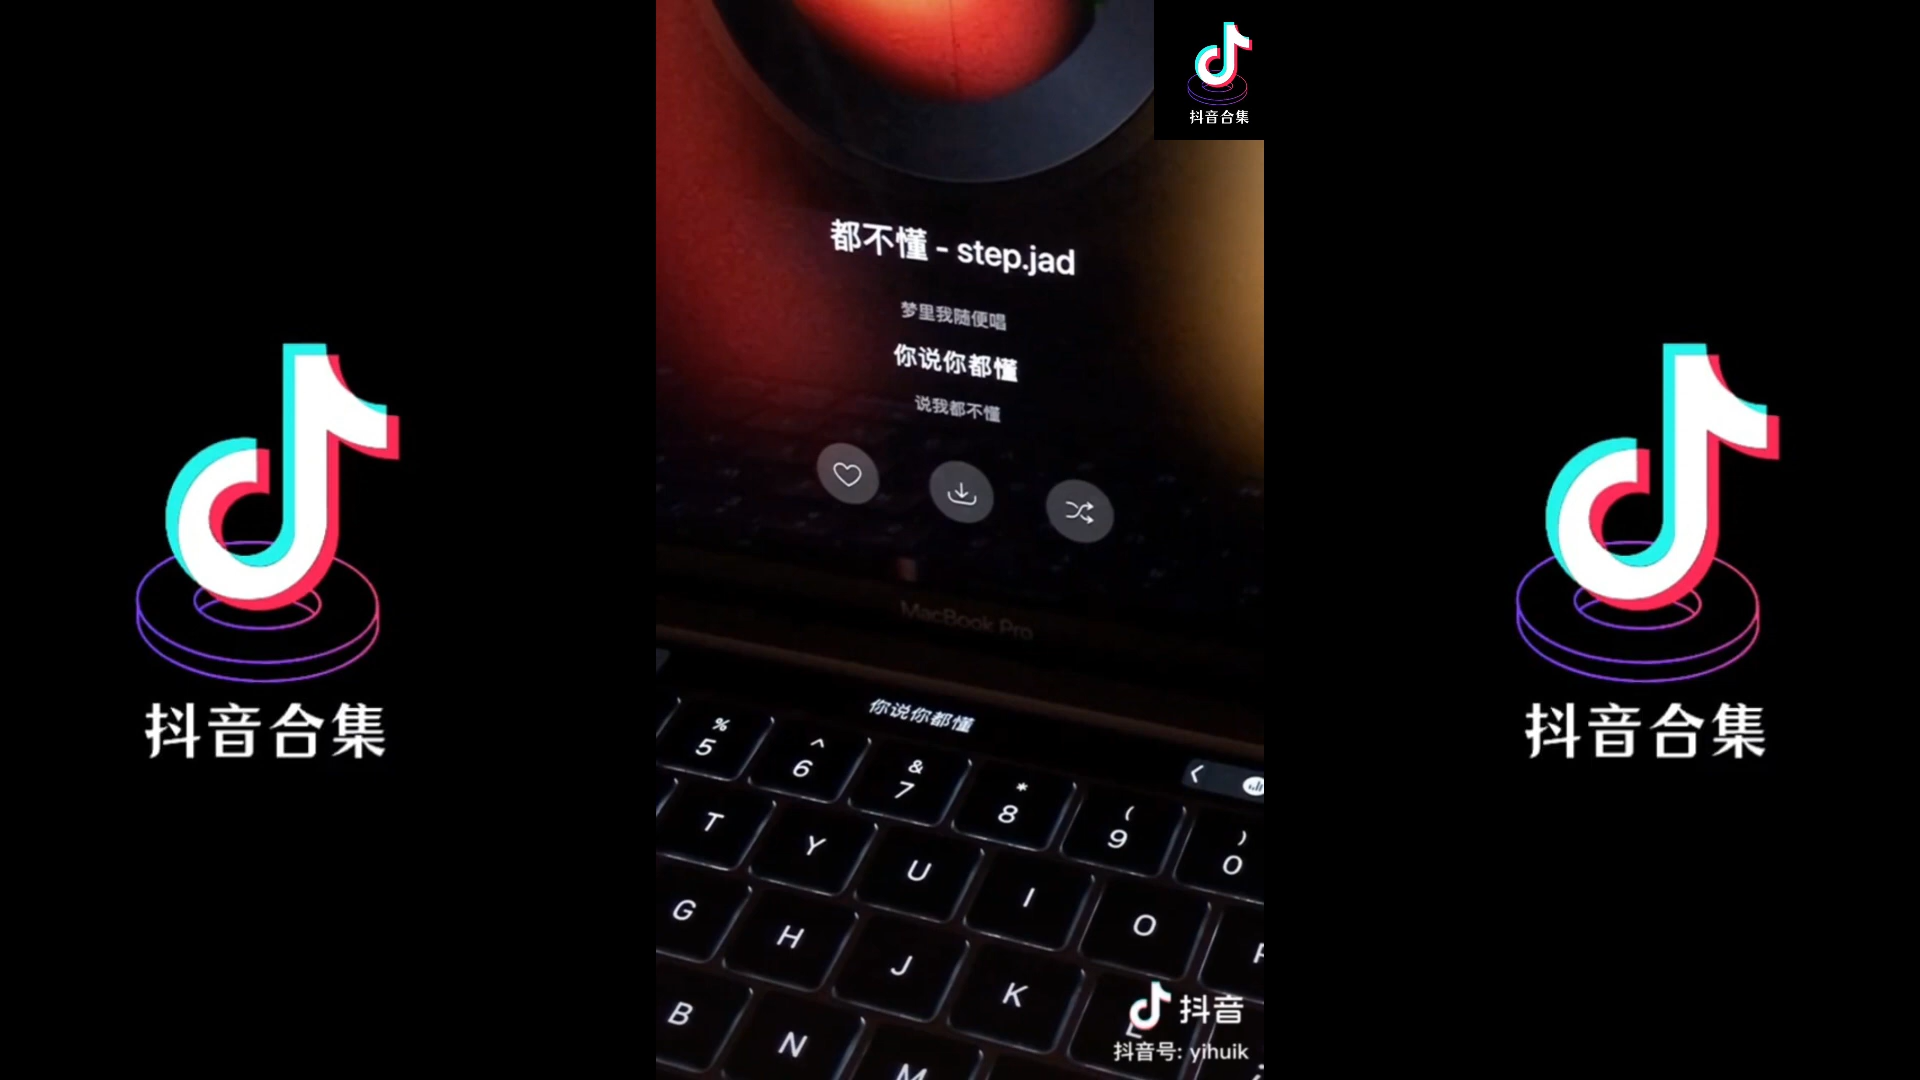 抖音合集
都不懂 - step.jad
梦里我随便唱
你说你都懂
说我都不懂
MacBook Pro
你说你都懂
% ^ & * ( )
5 6 7 8 9 0
T Y U I O
G H J K L
B N M
抖音
抖音号: yihuik
抖音合集
抖音合集